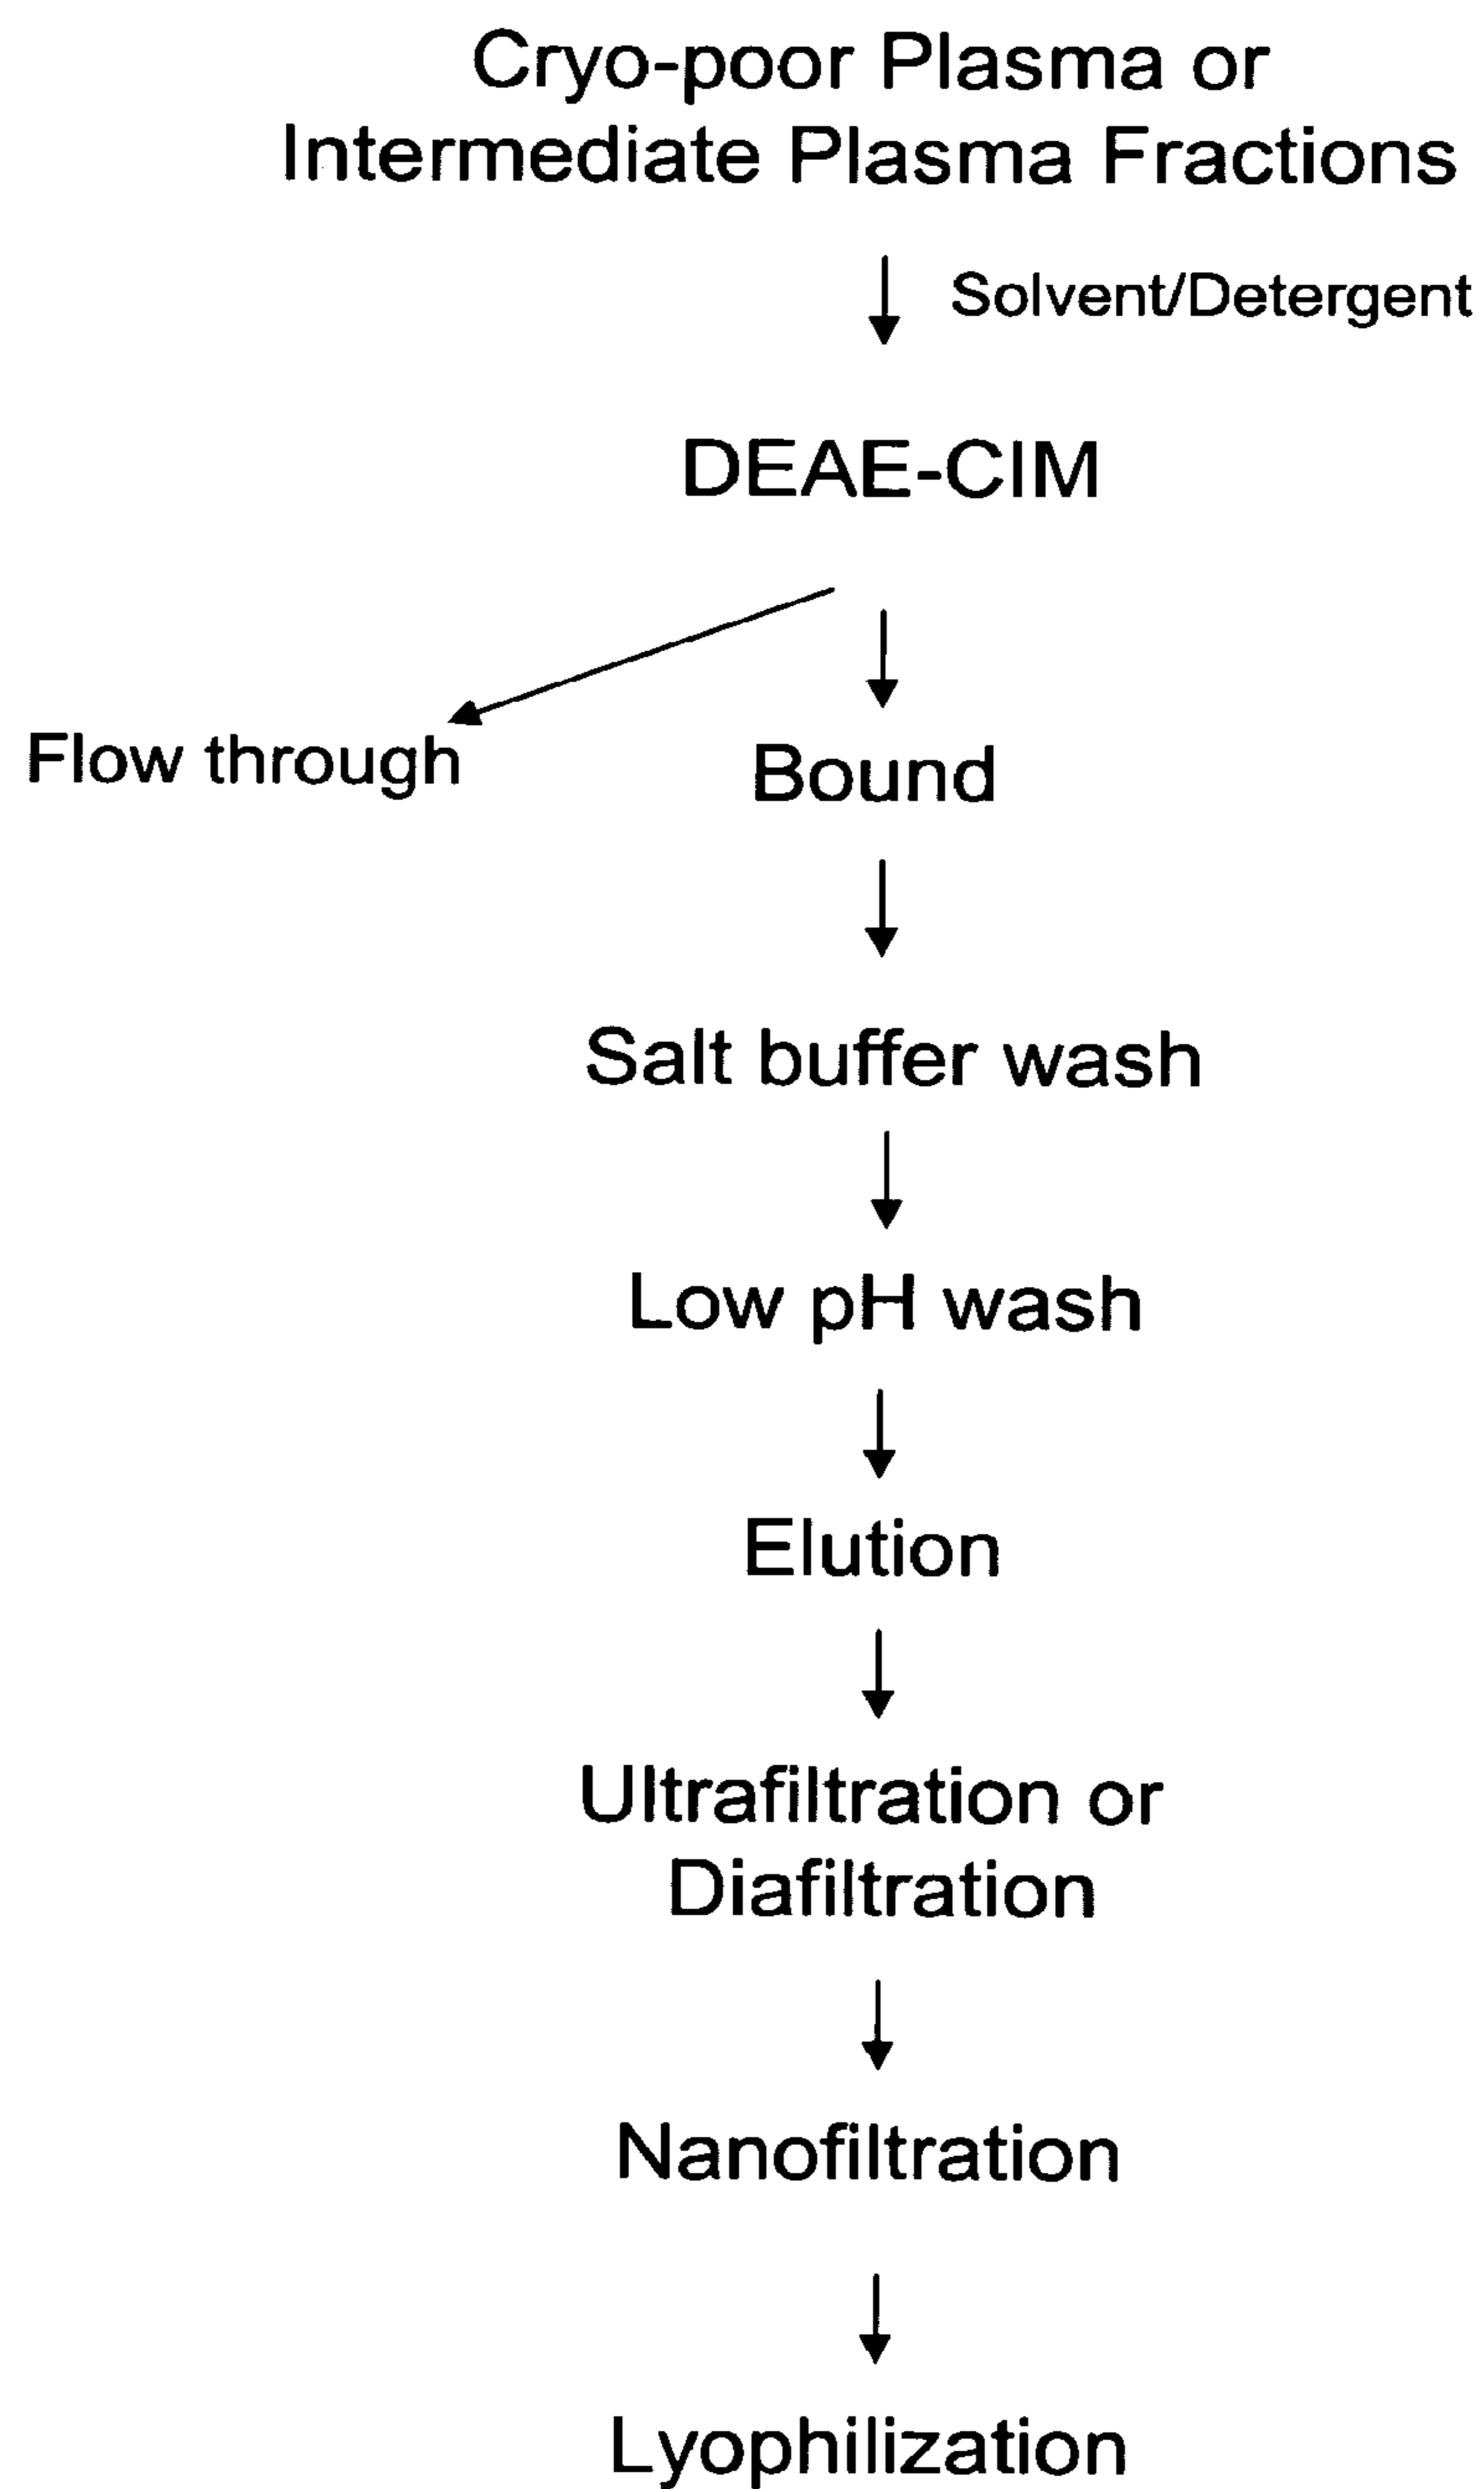 Cryo-poor Plasma or
Intermediate Plasma Fractions
Solvent/Detergent
DEAE-CIM
Flow through
Bound
Salt buffer wash
Low pH wash
Elution
Ultrafiltration or
Diafiltration
Nanofiltration
Lyophilization